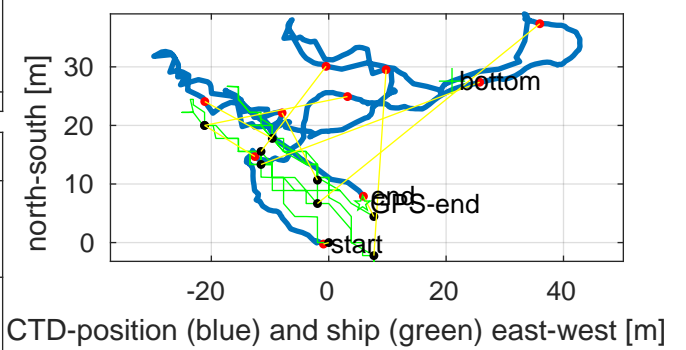 north-south [m]
30
20
10
0
bottom
end
GPS-end
start
-20 0 20 40
CTD-position (blue) and ship (green) east-west [m]